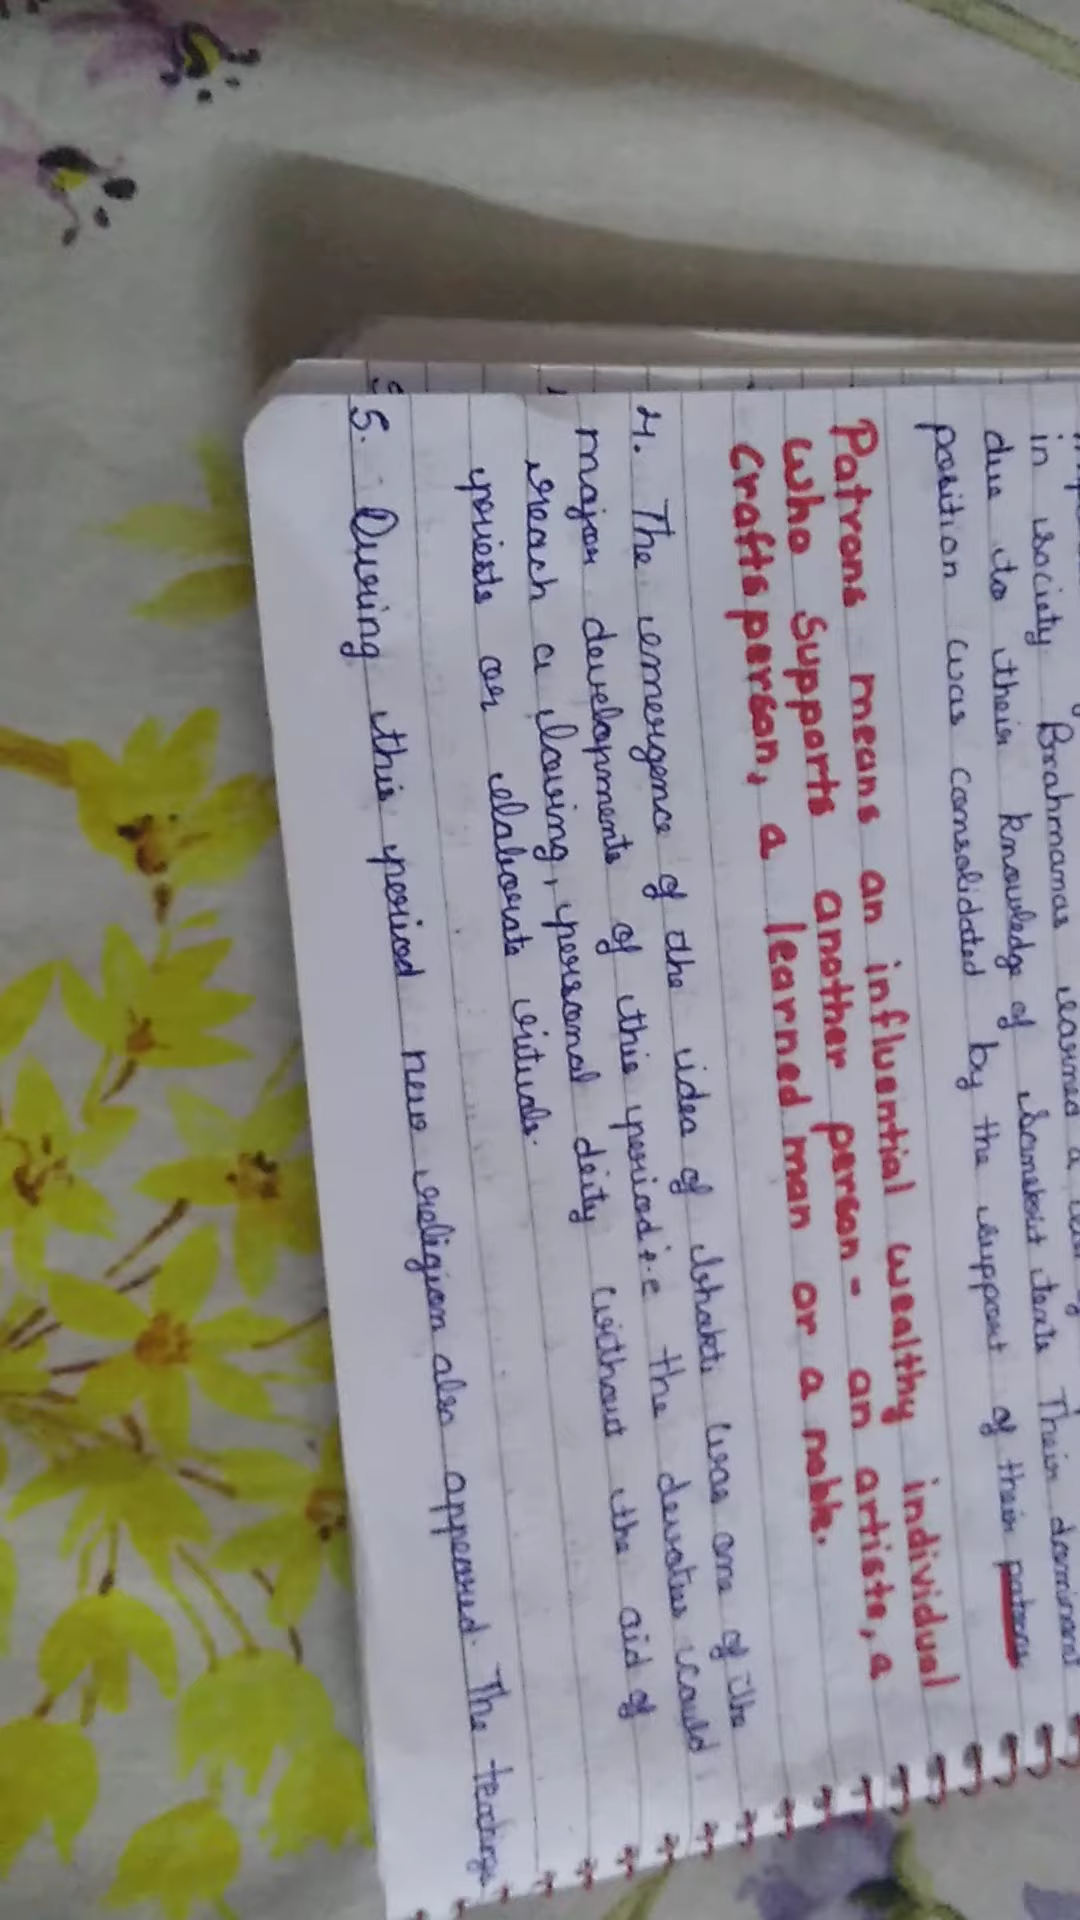 in society Brahmanas earned a
due to their knowledge of Sanskrit texts Their dominant
position was consolidated by the support of their patrons
Patrons means an influential wealthy individual
who supports another person - an artiste, a
craftsperson, a learned man or a noble.
4. The emergence of the idea of bhakti was one of the
major developments of this period i.e the devotees could
reach a loving, personal deity without the aid of
priests or elaborate rituals.
5. During this period new religion also appeared. The